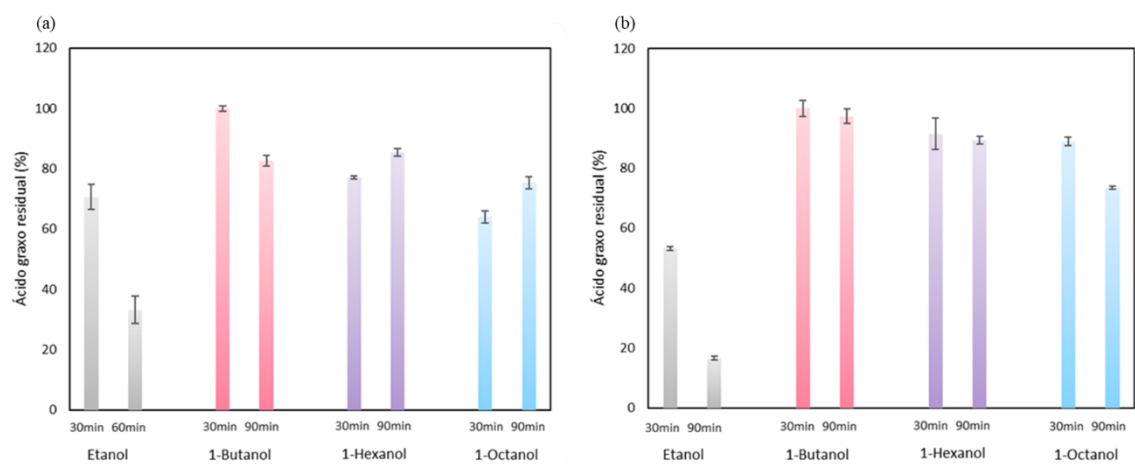 (a)
120
100
80
60
40
20
0
Ácido graxo residual (%)
30min 60min 30min 90min 30min 90min 30min 90min
Etanol 1-Butanol 1-Hexanol 1-Octanol
(b)
120
100
80
60
40
20
0
Ácido graxo residual (%)
30min 90min 30min 90min 30min 90min 30min 90min
Etanol 1-Butanol 1-Hexanol 1-Octanol